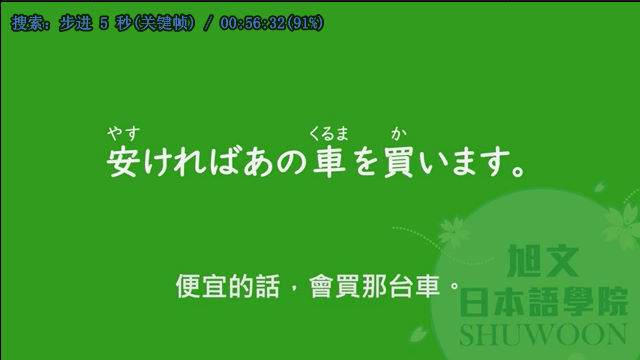 搜索: 步进 5 秒(关键帧) / 00:56:32(91%)
やす くるま か
安ければあの車を買います。
便宜的話，會買那台車。
旭文
日本語學院
SHUWOON